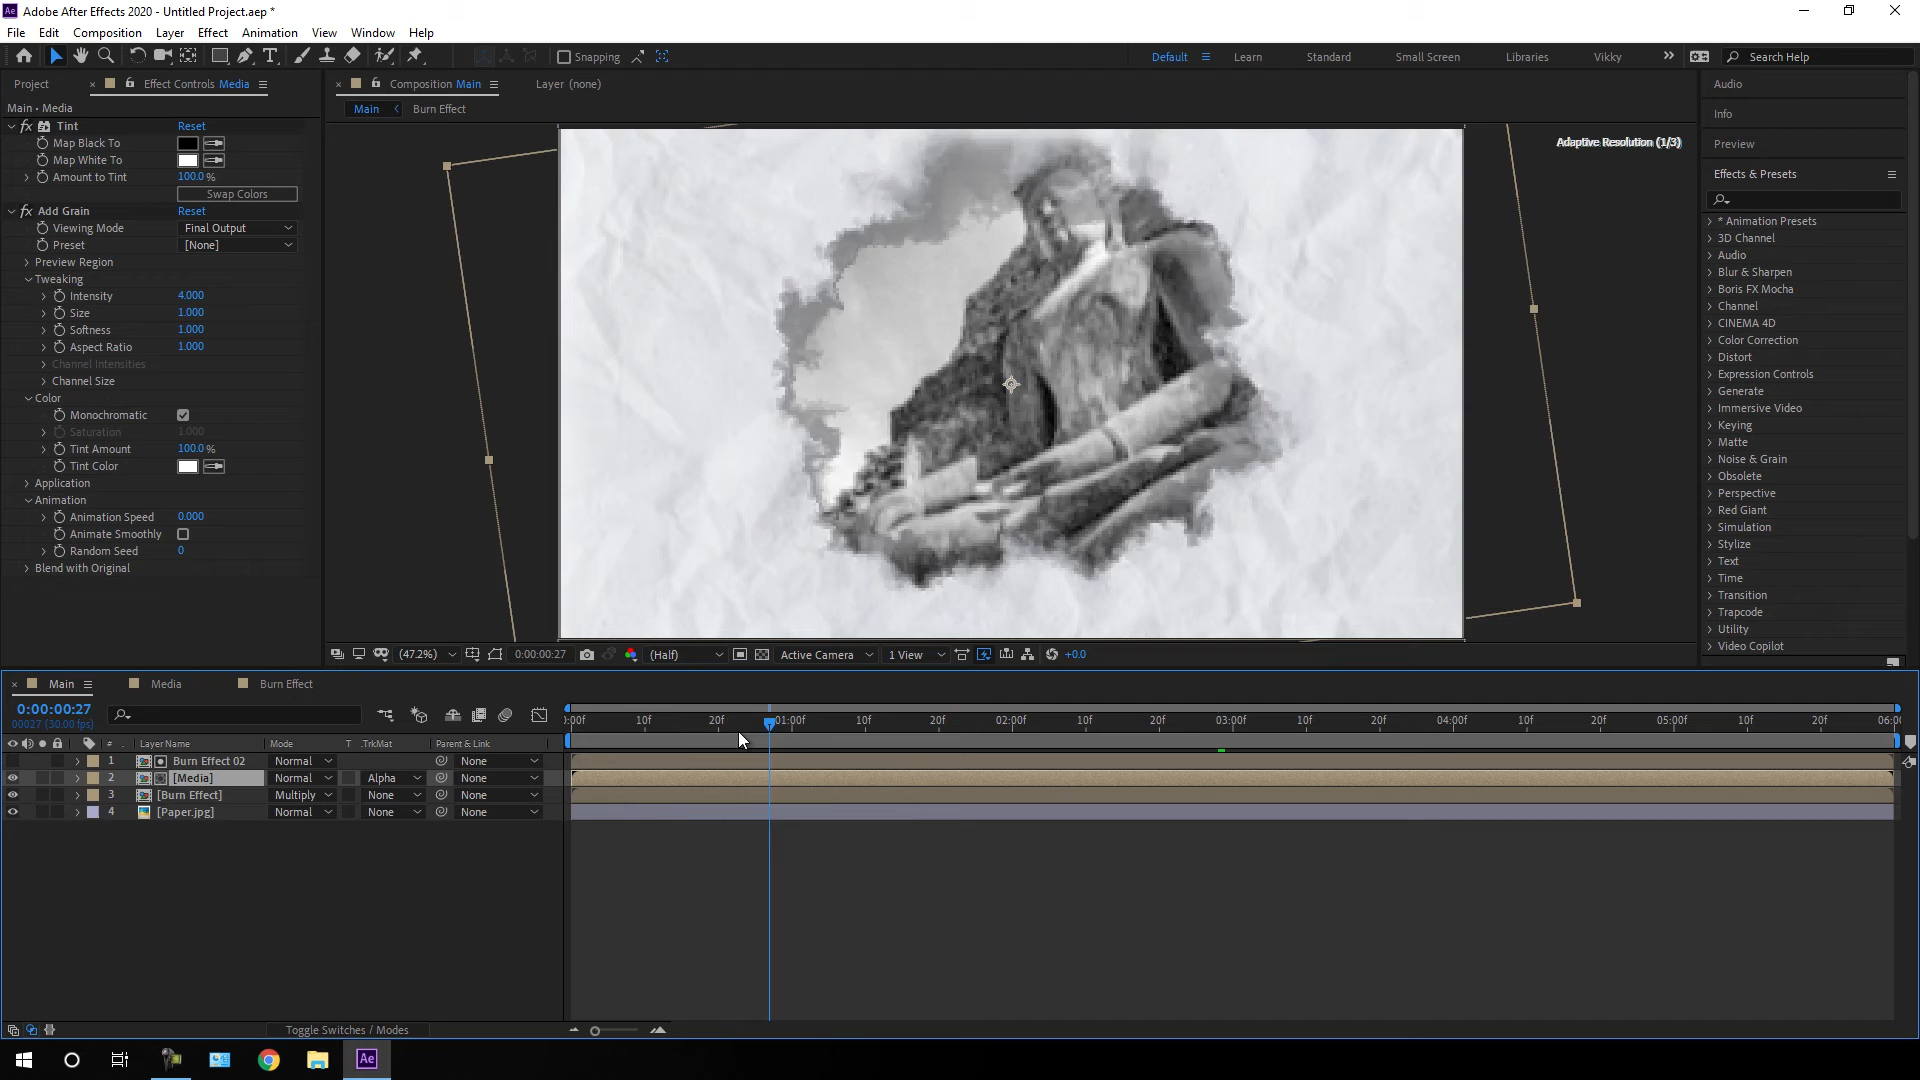 Adobe After Effects 2020 - Untitled Project.aep *
File Edit Composition Layer Effect Animation View Window Help
Snapping Default Learn Standard Small Screen Libraries Vikky Search Help
Project Effect Controls Media Composition Main Layer (none)
Main • Media
Main Burn Effect
Tint Reset
Map Black To
Map White To
Amount to Tint 100.0 %
Swap Colors
Add Grain Reset
Viewing Mode Final Output
Preset [None]
Preview Region
Tweaking
Intensity 4.000
Size 1.000
Softness 1.000
Aspect Ratio 1.000
Channel Intensities
Channel Size
Color
Monochromatic
Saturation 1.000
Tint Amount 100.0 %
Tint Color
Application
Animation
Animation Speed 0.000
Animate Smoothly
Random Seed 0
Blend with Original
Adaptive Resolution (1/3)
(47.2%) 0:00:00:27 (Half) Active Camera 1 View +0.0
Audio
Info
Preview
Effects & Presets
* Animation Presets
3D Channel
Audio
Blur & Sharpen
Boris FX Mocha
Channel
CINEMA 4D
Color Correction
Distort
Expression Controls
Generate
Immersive Video
Keying
Matte
Noise & Grain
Obsolete
Perspective
Red Giant
Simulation
Stylize
Text
Time
Transition
Trapcode
Utility
Video Copilot
Main Media Burn Effect
0:00:00:27
00027 (30.00 fps)
:00f 10f 20f 01:00f 10f 20f 02:00f 10f 20f 03:00f 10f 20f 04:00f 10f 20f 05:00f 10f 20f 06:00
# Layer Name Mode T .TrkMat Parent & Link
1 Burn Effect 02 Normal None
2 [Media] Normal Alpha None
3 [Burn Effect] Multiply None None
4 [Paper.jpg] Normal None None
Toggle Switches / Modes
Ae